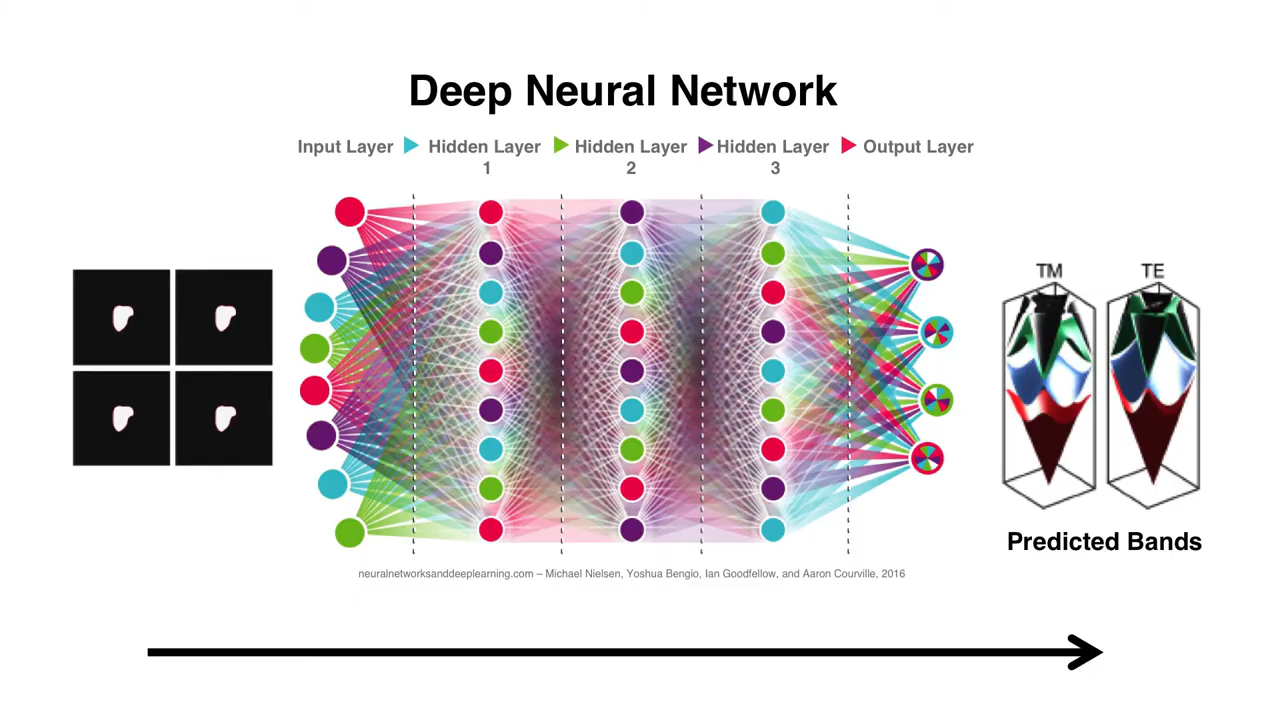 Deep Neural Network
Input Layer ▶ Hidden Layer 1 ▶ Hidden Layer 2 ▶ Hidden Layer 3 ▶ Output Layer
TM TE
Predicted Bands
neuralnetworksanddeeplearning.com – Michael Nielsen, Yoshua Bengio, Ian Goodfellow, and Aaron Courville, 2016